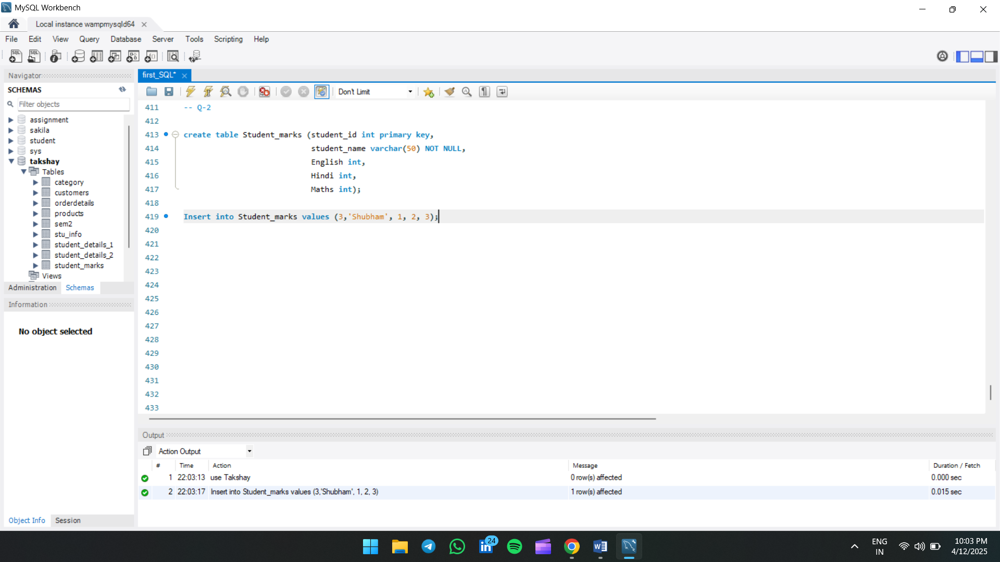 MySQL Workbench
Local instance wampmysqld64
File Edit View Query Database Server Tools Scripting Help
Navigator
SCHEMAS
Filter objects
assignment
sakila
student
sys
takshay
Tables
category
customers
orderdetails
products
sem2
stu_info
student_details_1
student_details_2
student_marks
Views
Administration Schemas
Information
No object selected
Object Info Session
first_SQL*
Don't Limit
411 -- Q-2
412
413 create table Student_marks (student_id int primary key,
414 student_name varchar(50) NOT NULL,
415 English int,
416 Hindi int,
417 Maths int);
418
419 Insert into Student_marks values (3,'Shubham', 1, 2, 3);
420
421
422
423
424
425
426
427
428
429
430
431
432
433
Output
Action Output
# Time Action Message Duration / Fetch
1 22:03:13 use Takshay 0 row(s) affected 0.000 sec
2 22:03:17 Insert into Student_marks values (3,'Shubham', 1, 2, 3) 1 row(s) affected 0.015 sec
24
ENG
IN
10:03 PM
4/12/2025